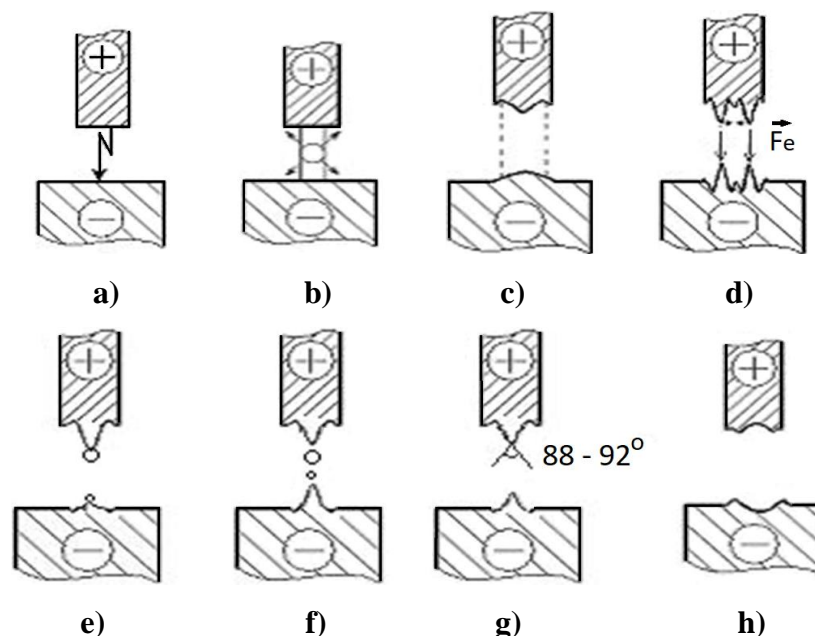 + + + +
Fe
− − − −
a) b) c) d)
+ + + +
88 - 92°
− − − −
e) f) g) h)